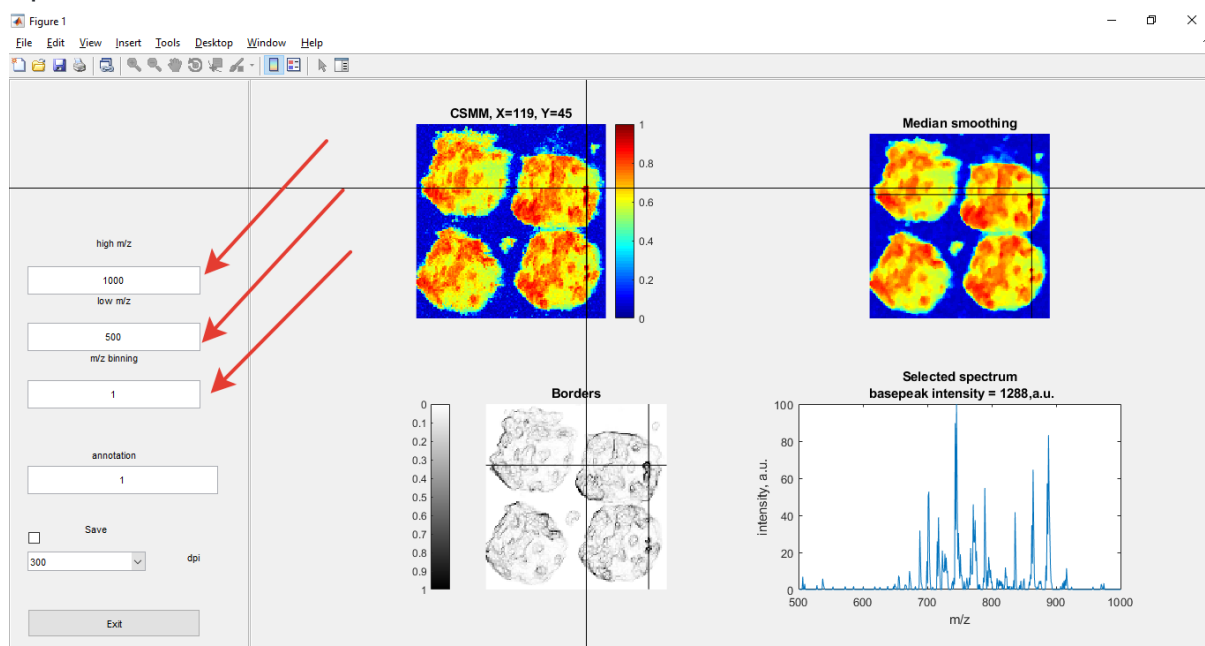 Figure 1
File Edit View Insert Tools Desktop Window Help
high m/z
1000
low m/z
500
m/z binning
1
annotation
1
Save
300
dpi
Exit
CSMM, X=119, Y=45
1
0.8
0.6
0.4
0.2
0
Median smoothing
Borders
0
0.1
0.2
0.3
0.4
0.5
0.6
0.7
0.8
0.9
1
Selected spectrum
basepeak intensity = 1288,a.u.
intensity, a.u.
100
80
60
40
20
0
500 600 700 800 900 1000
m/z